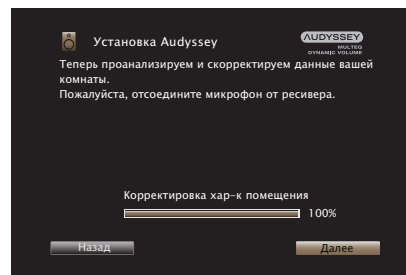 Установка Audyssey
AUDYSSEY
MULTEQ
DYNAMIC VOLUME
Теперь проанализируем и скорректируем данные вашей
комнаты.
Пожалуйста, отсоедините микрофон от ресивера.
Корректировка хар-к помещения
100%
Назад
Далее